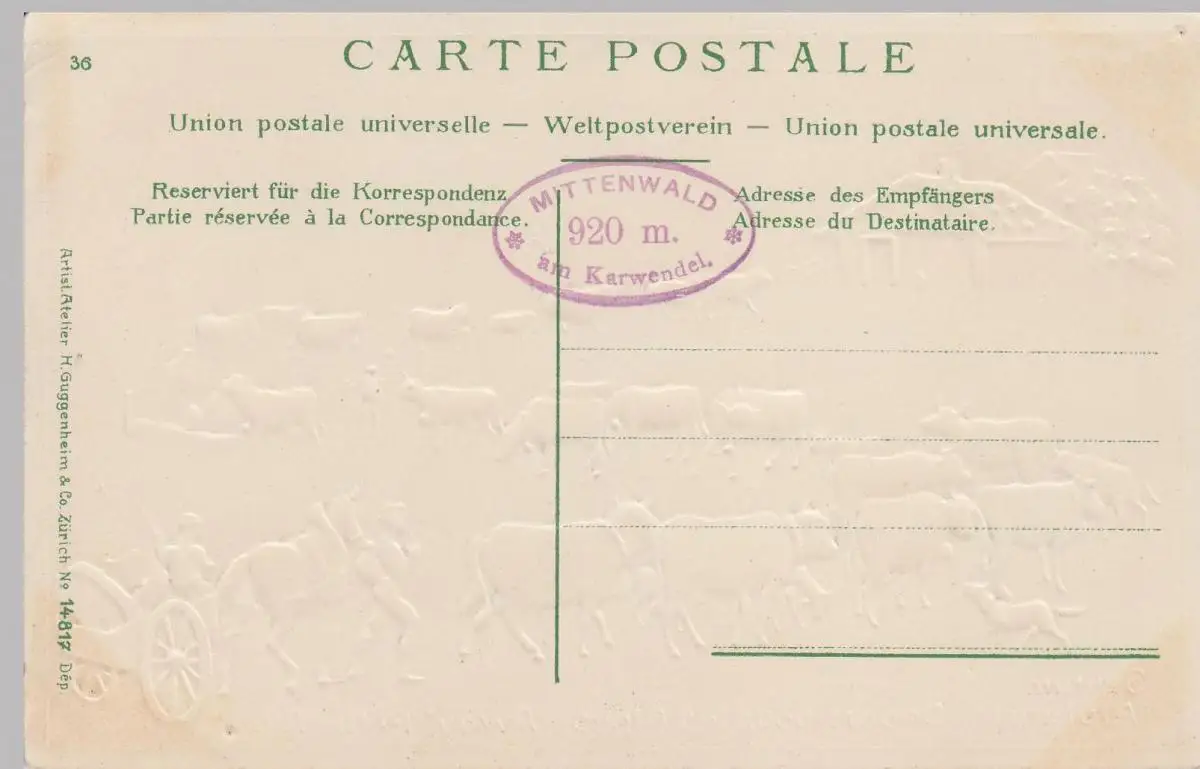 36
CARTE POSTALE
Union postale universelle — Weltpostverein — Union postale universale.
Reserviert für die Korrespondenz
Partie réservée à la Correspondance.
MITTENWALD
920 m.
am Karwendel.
Adresse des Empfängers
Adresse du Destinataire.
Artist. Atelier H. Guggenheim & Co. Zürich No 14817 Dép.